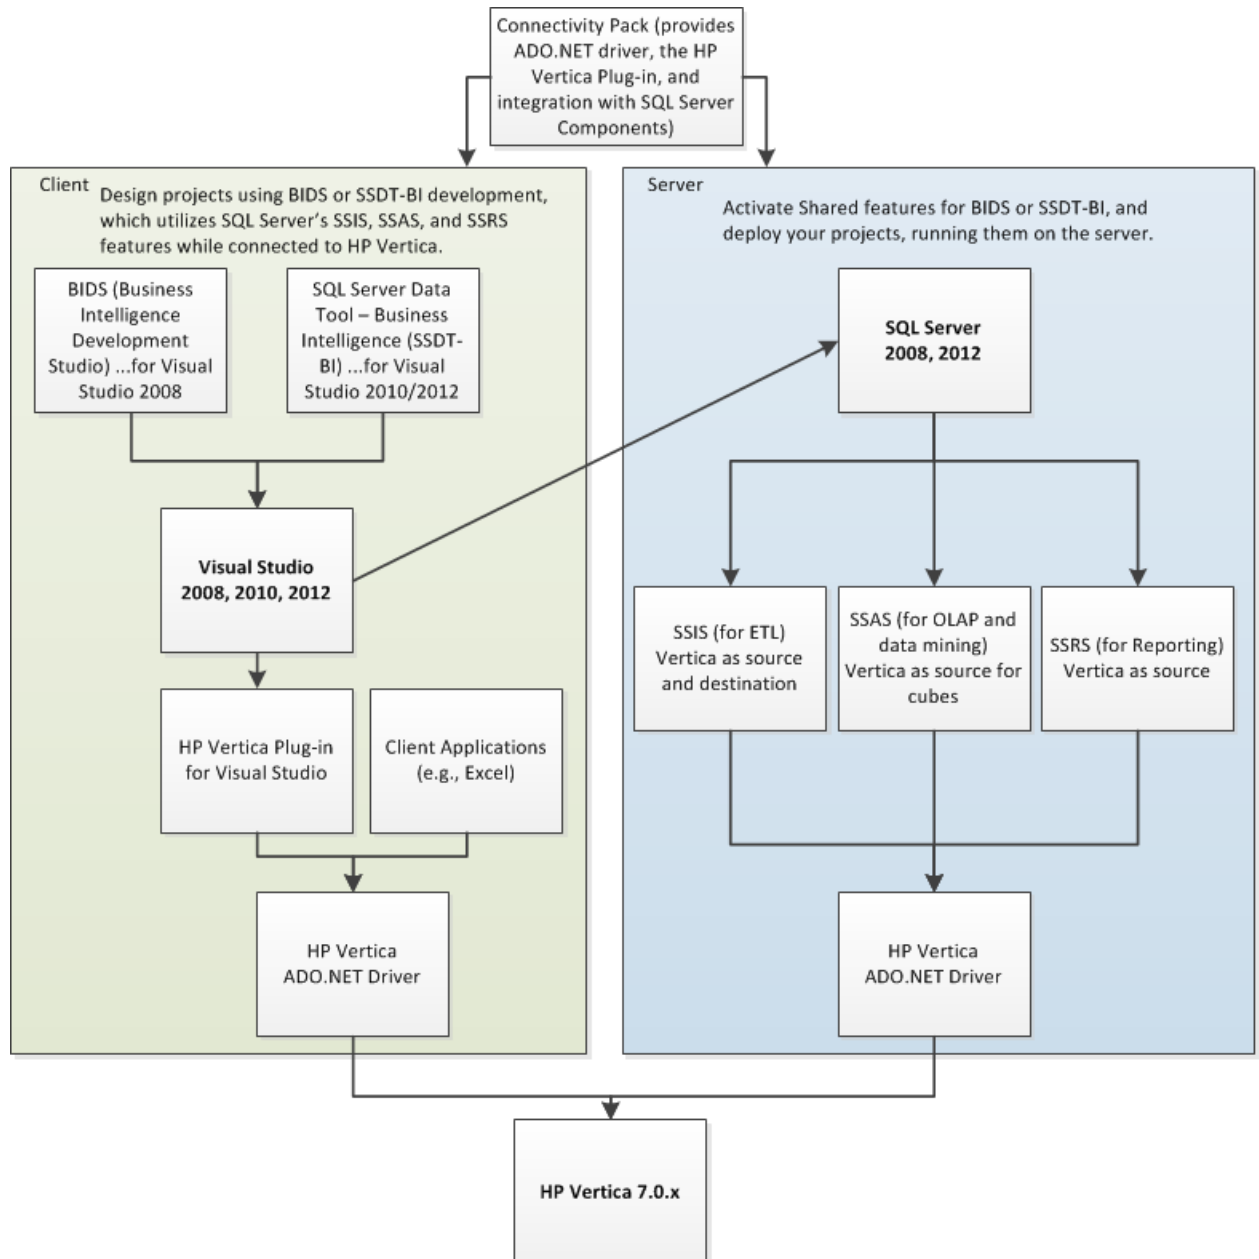 Connectivity Pack (provides
ADO.NET driver, the HP
Vertica Plug-in, and
integration with SQL Server
Components)
Client
Design projects using BIDS or SSDT-BI development,
which utilizes SQL Server's SSIS, SSAS, and SSRS
features while connected to HP Vertica.
BIDS (Business
Intelligence
Development
Studio) ...for Visual
Studio 2008
SQL Server Data
Tool – Business
Intelligence (SSDT-
BI) ...for Visual
Studio 2010/2012
Visual Studio
2008, 2010, 2012
HP Vertica Plug-in
for Visual Studio
Client Applications
(e.g., Excel)
HP Vertica
ADO.NET Driver
Server
Activate Shared features for BIDS or SSDT-BI, and
deploy your projects, running them on the server.
SQL Server
2008, 2012
SSIS (for ETL)
Vertica as source
and destination
SSAS (for OLAP and
data mining)
Vertica as source for
cubes
SSRS (for Reporting)
Vertica as source
HP Vertica
ADO.NET Driver
HP Vertica 7.0.x